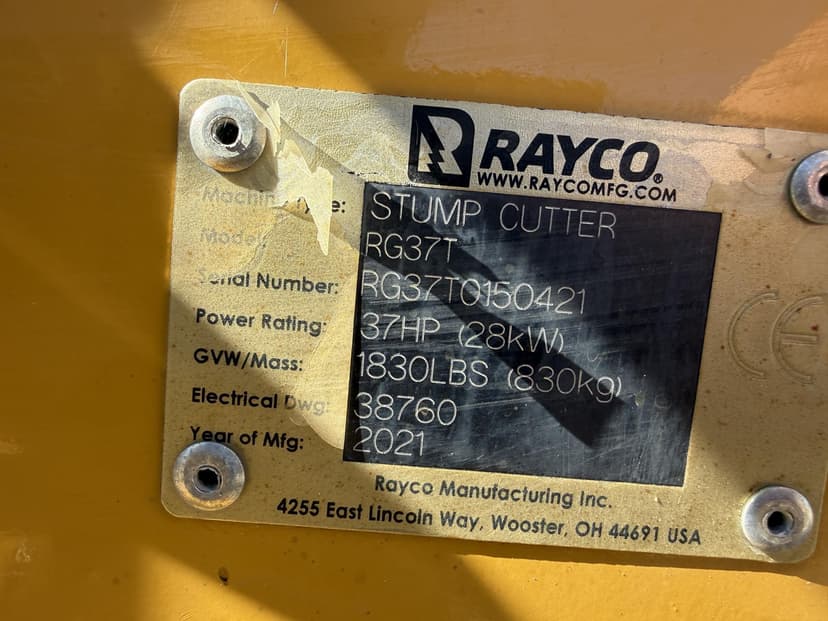 RAYCO®
WWW.RAYCOMFG.COM
Machine Type: STUMP CUTTER
Model: RG37T
Serial Number: RG37T0150421
Power Rating: 37HP (28kW)
GVW/Mass: 1830LBS (830kg)
Electrical Dwg: 38760
Year of Mfg: 2021
CE
Rayco Manufacturing Inc.
4255 East Lincoln Way, Wooster, OH 44691 USA